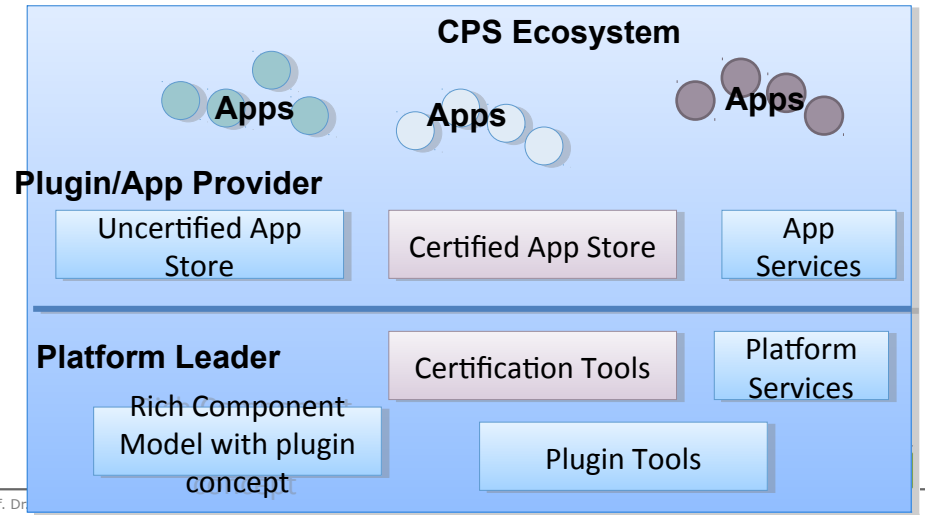 CPS Ecosystem
Apps
Apps
Apps
Plugin/App Provider
Uncertified App
Store
Certified App Store
App
Services
Platform Leader
Certification Tools
Platform
Services
Rich Component
Model with plugin
concept
Plugin Tools
f. Dr.